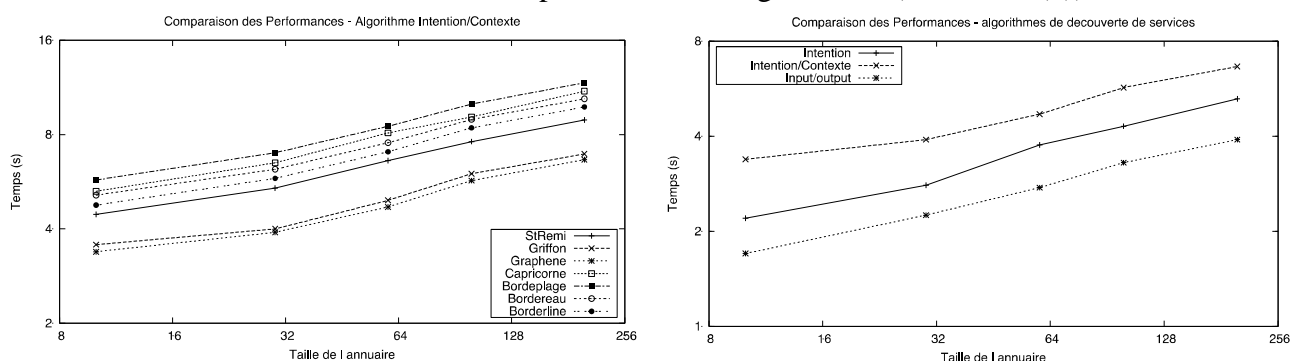 Comparaison des Performances - Algorithme Intention/Contexte
16
8
4
2
Temps (s)
StRemi
Griffon
Graphene
Capricorne
Bordeplage
Bordereau
Borderline
8 16 32 64 128 256
Taille de l annuaire
Comparaison des Performances - algorithmes de decouverte de services
8
4
2
1
Temps (s)
Intention
Intention/Contexte
Input/output
8 16 32 64 128 256
Taille de l annuaire